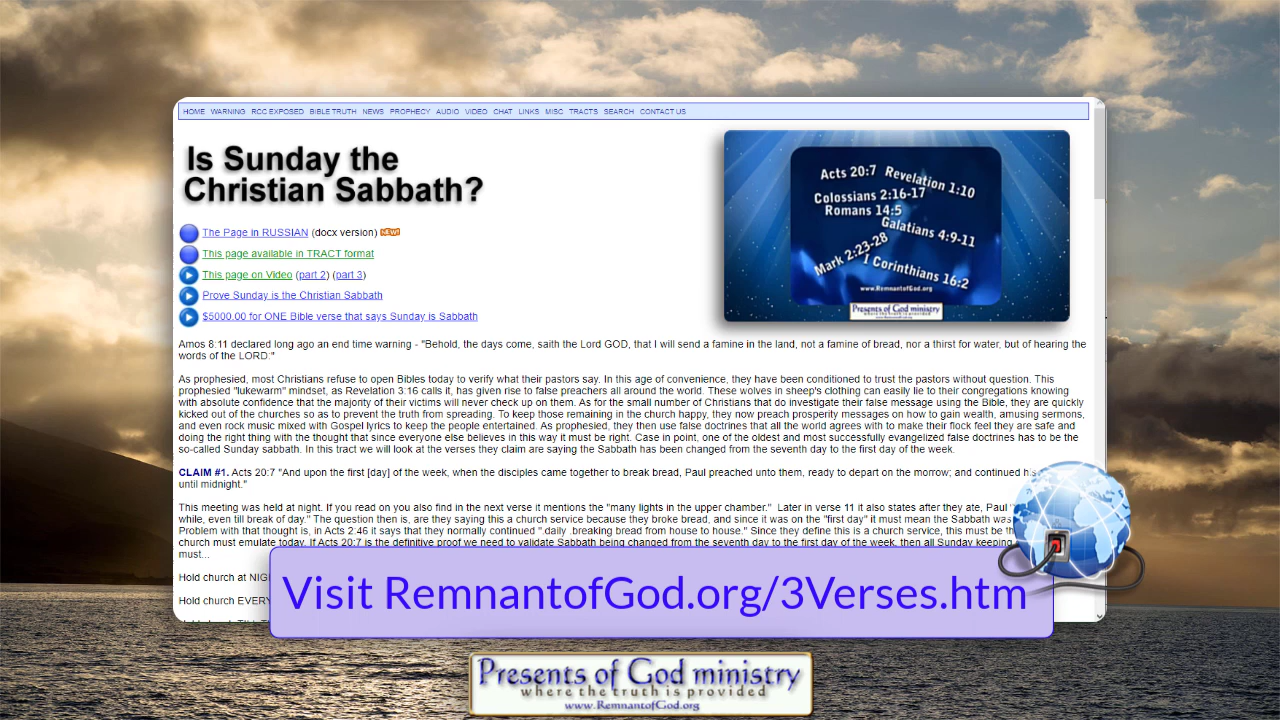 HOME WARNING RCC EXPOSED BIBLE TRUTH NEWS PROPHECY AUDIO VIDEO CHAT LINKS MISC TRACTS SEARCH CONTACT US
Is Sunday the
Christian Sabbath?
Acts 20:7 Revelation 1:10
Colossians 2:16-17
Romans 14:5
Galatians 4:9-11
Mark 2:23-28
1 Corinthians 16:2
www.RemnantofGod.org
Presents of God ministry
The Page in RUSSIAN (docx version) NEW!
This page available in TRACT format
This page on Video (part 2) (part 3)
Prove Sunday is the Christian Sabbath
$5000.00 for ONE Bible verse that says Sunday is Sabbath
Amos 8:11 declared long ago an end time warning - "Behold, the days come, saith the Lord GOD, that I will send a famine in the land, not a famine of bread, nor a thirst for water, but of hearing the
words of the LORD:"
As prophesied, most Christians refuse to open Bibles today to verify what their pastors say. In this age of convenience, they have been conditioned to trust the pastors without question. This
prophesied "lukewarm" mindset, as Revelation 3:16 calls it, has given rise to false preachers all around the world. These wolves in sheep's clothing can easily lie to their congregations knowing
with absolute confidence that the majority of their victims will never check up on them. As for the small number of Christians that do investigate their false message using the Bible, they are quickly
kicked out of the churches so as to prevent the truth from spreading. To keep those remaining in the church happy, they now preach prosperity messages on how to gain wealth, amusing sermons,
and even rock music mixed with Gospel lyrics to keep the people entertained. As prophesied, they then use false doctrines that all the world agrees with to make their flock feel they are safe and
doing the right thing with the thought that since everyone else believes in this way it must be right. Case in point, one of the oldest and most successfully evangelized false doctrines has to be the
so-called Sunday sabbath. In this tract we will look at the verses they claim are saying the Sabbath has been changed from the seventh day to the first day of the week.
CLAIM #1. Acts 20:7 "And upon the first [day] of the week, when the disciples came together to break bread, Paul preached unto them, ready to depart on the morrow; and continued his
until midnight."
This meeting was held at night. If you read on you also find in the next verse it mentions the "many lights in the upper chamber." Later in verse 11 it also states after they ate, Paul
while, even till break of day." The question then is, are they saying this a church service because they broke bread, and since it was on the "first day" it must mean the Sabbath was
Problem with that thought is, in Acts 2:46 it says that they normally continued "daily, breaking bread from house to house." Since they define this is a church service, this must be
church must emulate today. If Acts 20:7 is the definitive proof we need to validate Sabbath being changed from the seventh day to the first day of the week, then all Sunday keeping
must...
Hold church at
Hold church EVERY
Visit RemnantofGod.org/3Verses.htm
Presents of God ministry
where the truth is provided
www.RemnantofGod.org